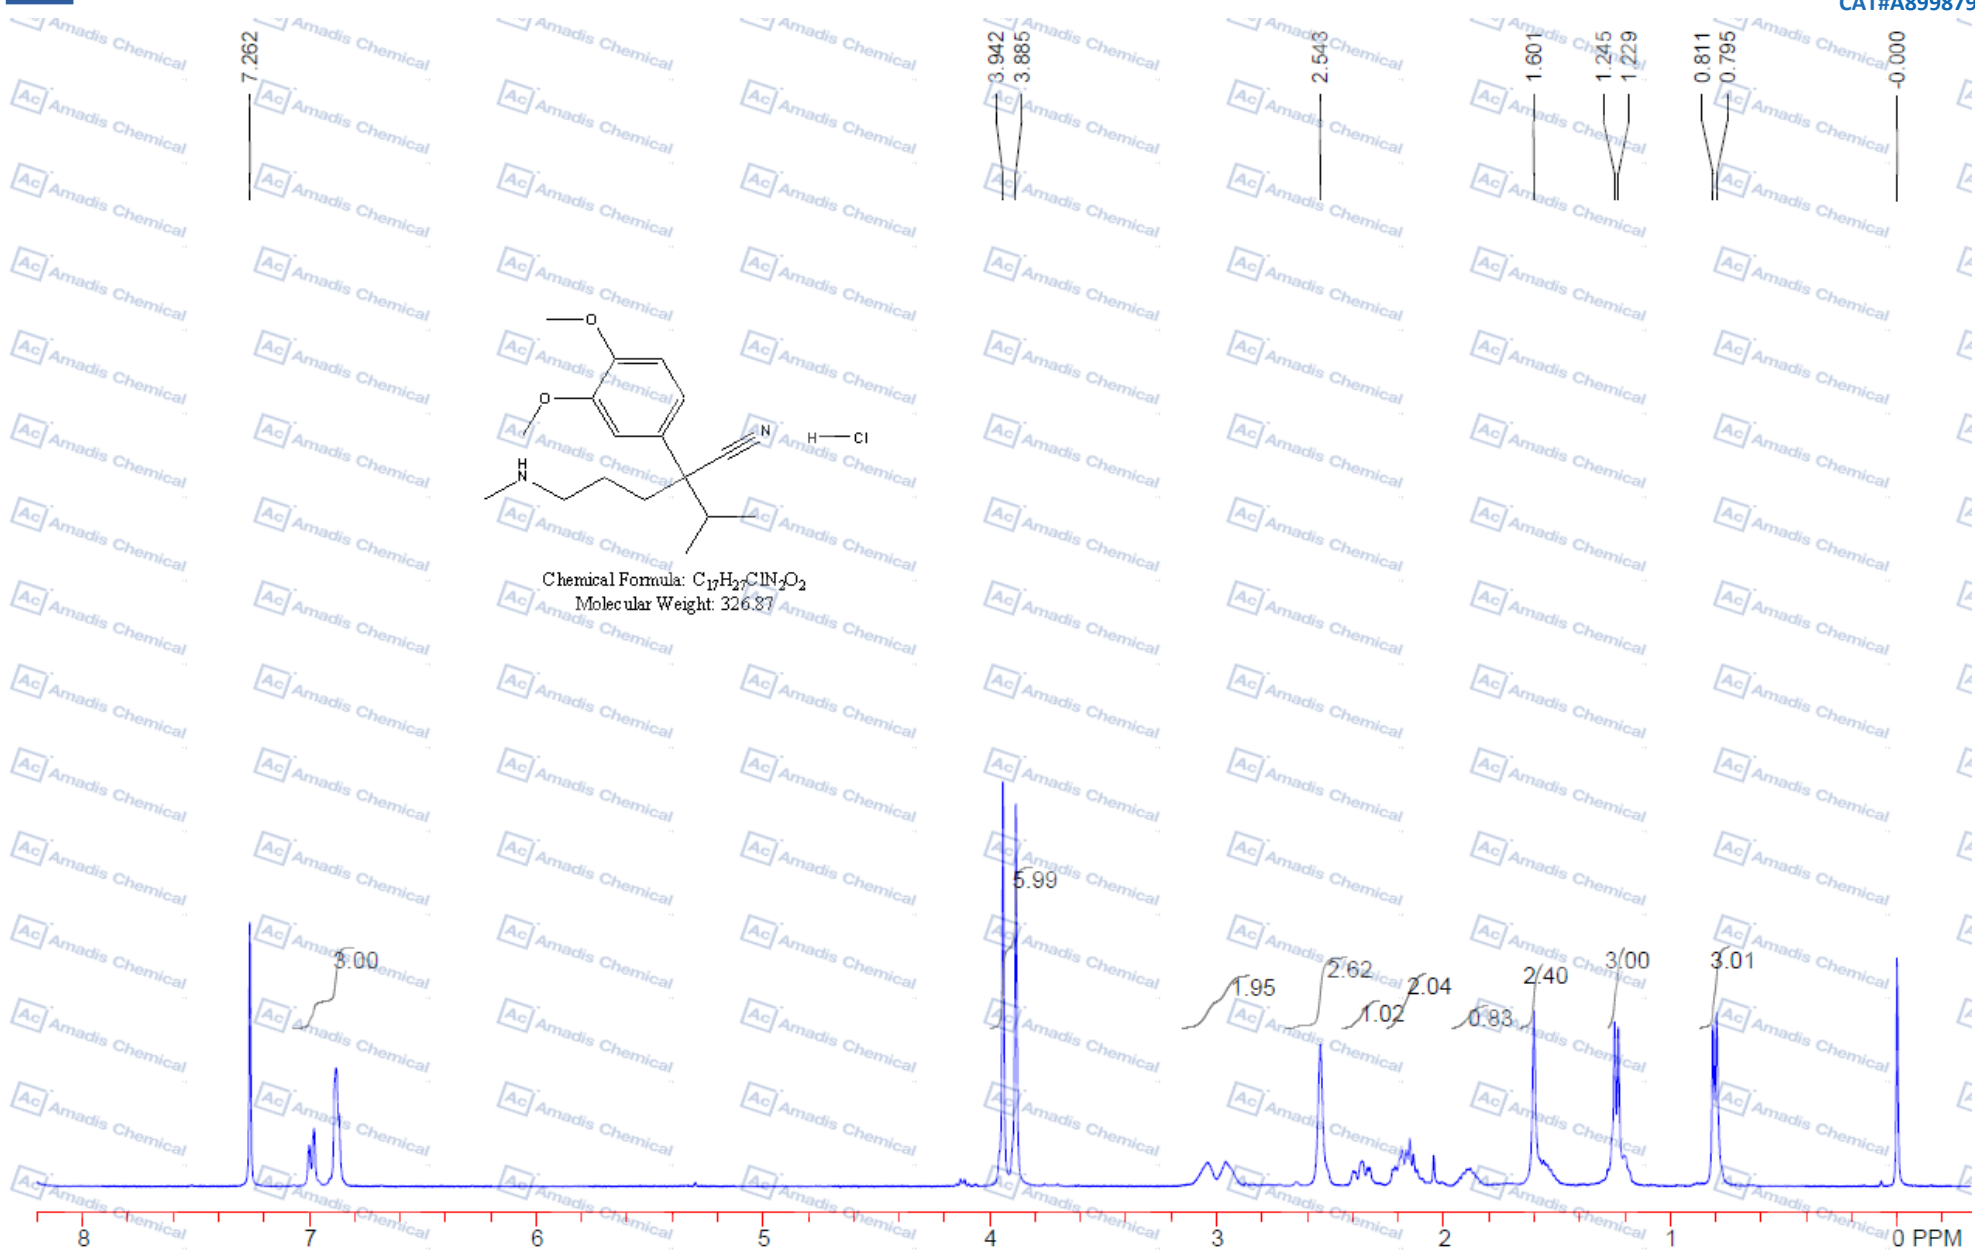 CAT#A899879
7.262
3.942
3.885
2.543
1.601
1.245
1.229
0.811
0.795
-0.000
O
O
N
H
Cl
H
N
Chemical Formula: C17H27ClN2O2
Molecular Weight: 326.87
5.99
3.00
1.95
2.62
1.02
2.04
0.83
2.40
3.00
3.01
8 7 6 5 4 3 2 1 0 PPM
Ac Amadis Chemical